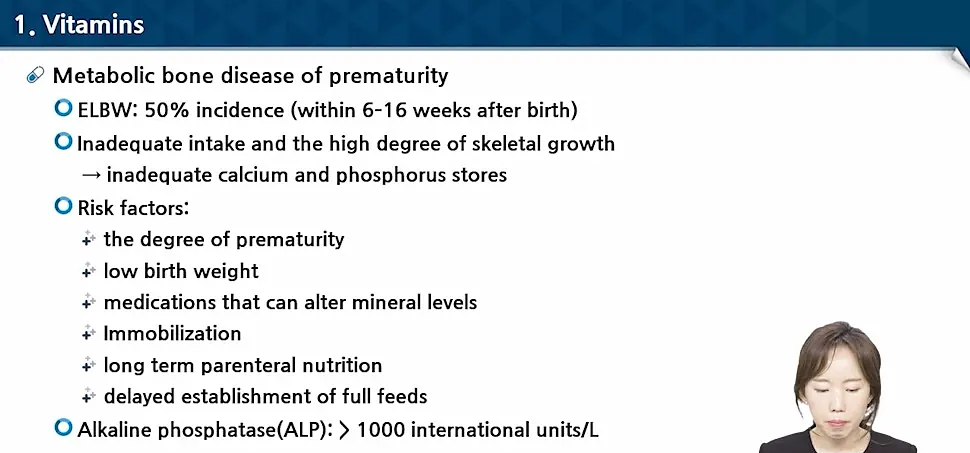 1. Vitamins
Metabolic bone disease of prematurity
ELBW: 50% incidence (within 6-16 weeks after birth)
Inadequate intake and the high degree of skeletal growth
→ inadequate calcium and phosphorus stores
Risk factors:
the degree of prematurity
low birth weight
medications that can alter mineral levels
Immobilization
long term parenteral nutrition
delayed establishment of full feeds
Alkaline phosphatase(ALP): > 1000 international units/L